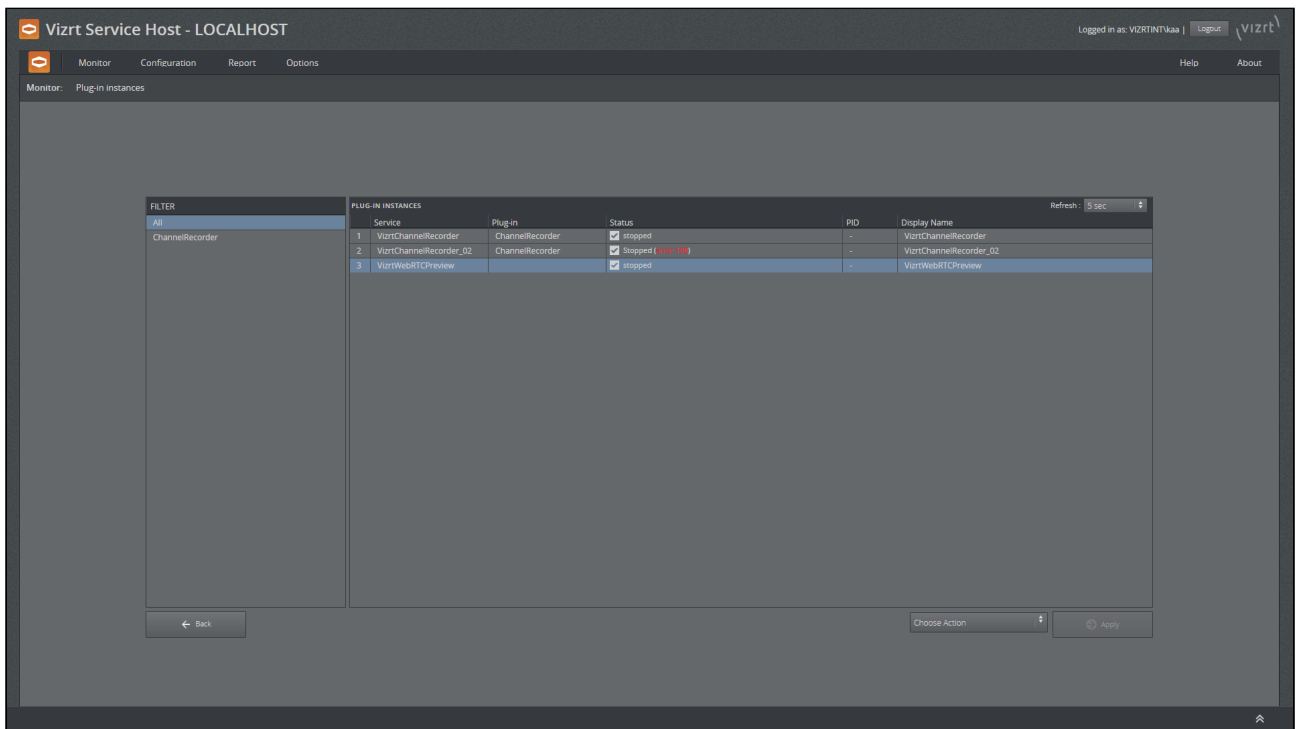 Vizrt Service Host - LOCALHOST
Logged in as: VIZRTINT\kaa | Logout vizrt
Monitor Configuration Report Options Help About
Monitor: Plug-in instances
FILTER
All
ChannelRecorder
PLUG-IN INSTANCES Refresh : 5 sec
Service Plug-in Status PID Display Name
1 VizrtChannelRecorder ChannelRecorder stopped - VizrtChannelRecorder
2 VizrtChannelRecorder_02 ChannelRecorder Stopped ( ) - VizrtChannelRecorder_02
3 VizrtWebRTCPreview stopped - VizrtWebRTCPreview
Back
Choose Action
Apply